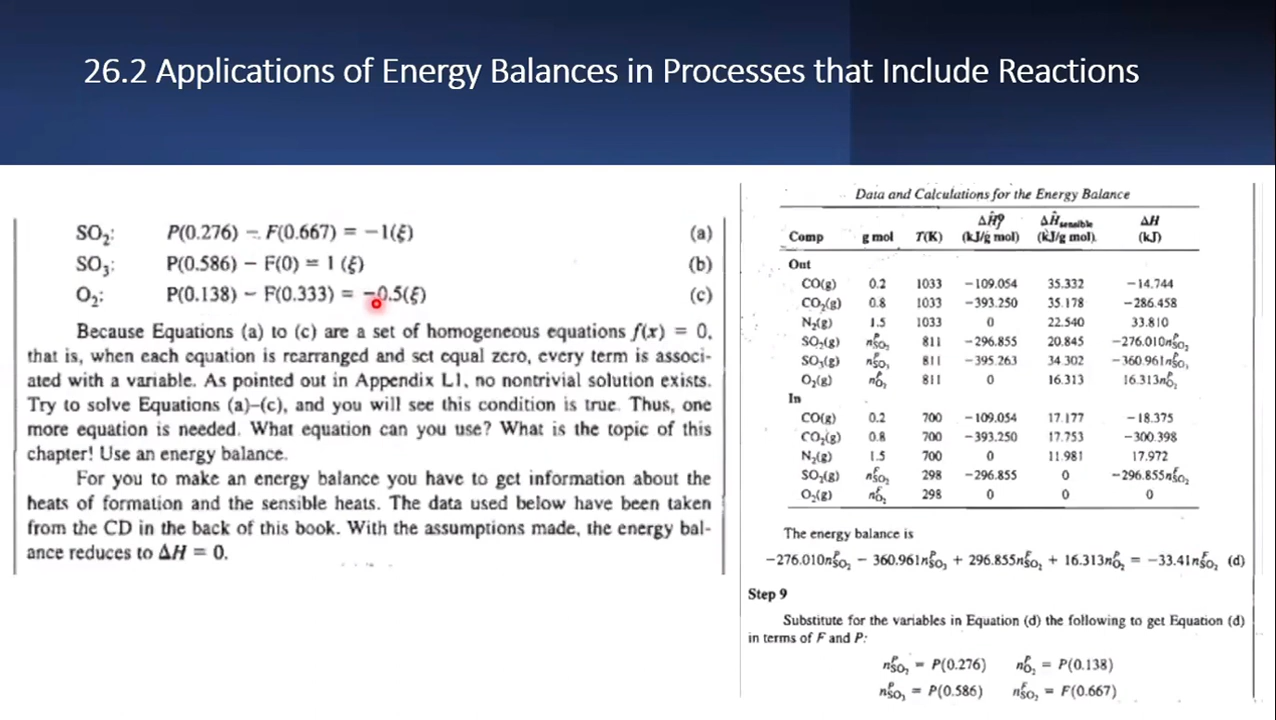 26.2 Applications of Energy Balances in Processes that Include Reactions
SO₂: P(0.276) − F(0.667) = −1(ξ) (a)
SO₃: P(0.586) − F(0) = 1 (ξ) (b)
O₂: P(0.138) − F(0.333) = −0.5(ξ) (c)
Because Equations (a) to (c) are a set of homogeneous equations f(x) = 0,
that is, when each equation is rearranged and set equal zero, every term is associ-
ated with a variable. As pointed out in Appendix L1, no nontrivial solution exists.
Try to solve Equations (a)–(c), and you will see this condition is true. Thus, one
more equation is needed. What equation can you use? What is the topic of this
chapter! Use an energy balance.
For you to make an energy balance you have to get information about the
heats of formation and the sensible heats. The data used below have been taken
from the CD in the back of this book. With the assumptions made, the energy bal-
ance reduces to ΔH = 0.
Data and Calculations for the Energy Balance
Comp g mol T(K) ΔĤ°f (kJ/g mol) ΔĤsensible (kJ/g mol) ΔH (kJ)
Out
CO(g) 0.2 1033 −109.054 35.332 −14.744
CO₂(g) 0.8 1033 −393.250 35.178 −286.458
N₂(g) 1.5 1033 0 22.540 33.810
SO₂(g) nᴾSO₂ 811 −296.855 20.845 −276.010nᴾSO₂
SO₃(g) nᴾSO₃ 811 −395.263 34.302 −360.961nᴾSO₃
O₂(g) nᴾO₂ 811 0 16.313 16.313nᴾO₂
In
CO(g) 0.2 700 −109.054 17.177 −18.375
CO₂(g) 0.8 700 −393.250 17.753 −300.398
N₂(g) 1.5 700 0 11.981 17.972
SO₂(g) nFSO₂ 298 −296.855 0 −296.855nFSO₂
O₂(g) nFO₂ 298 0 0 0
The energy balance is
−276.010nᴾSO₂ − 360.961nᴾSO₃ + 296.855nFSO₂ + 16.313nᴾO₂ = −33.41nFSO₂ (d)
Step 9
Substitute for the variables in Equation (d) the following to get Equation (d)
in terms of F and P:
nᴾSO₂ = P(0.276) nᴾO₂ = P(0.138)
nᴾSO₃ = P(0.586) nFSO₂ = F(0.667)